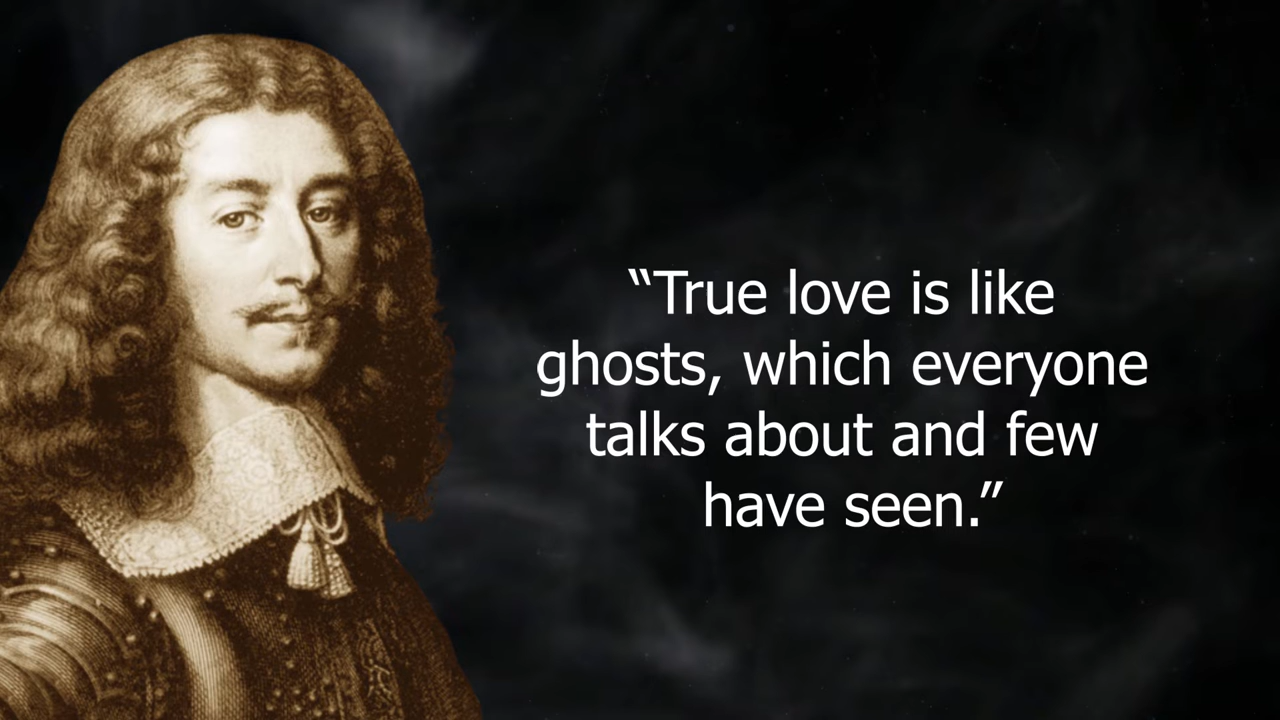 “True love is like
ghosts, which everyone
talks about and few
have seen.”